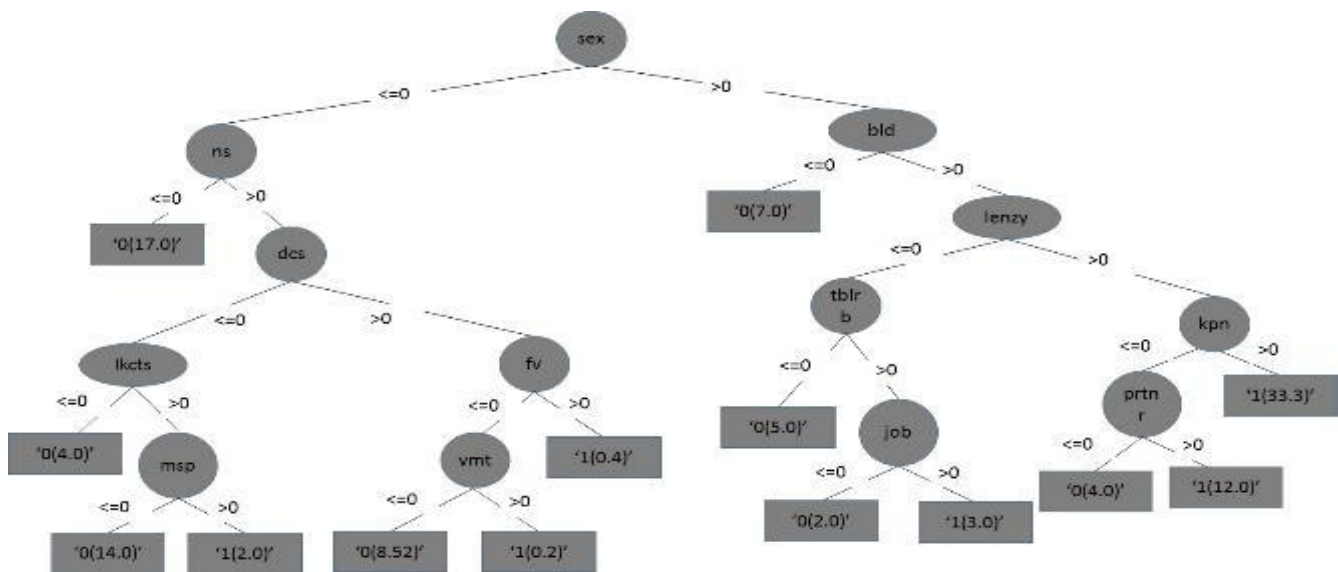 sex
<=0
>0
ns
bld
<=0
>0
<=0
>0
'0(17.0)'
dcs
'0(7.0)'
lenzy
<=0
>0
<=0
>0
lkcts
fv
tblr
b
kpn
<=0
>0
<=0
>0
<=0
>0
<=0
>0
'0(4.0)'
msp
vmt
'1(0.4)'
'0(5.0)'
job
prtn
r
'1(33.3)'
<=0
>0
<=0
>0
<=0
>0
<=0
>0
'0(14.0)'
'1(2.0)'
'0(8.52)'
'1(0.2)'
'0(2.0)'
'1(3.0)'
'0(4.0)'
'1(12.0)'